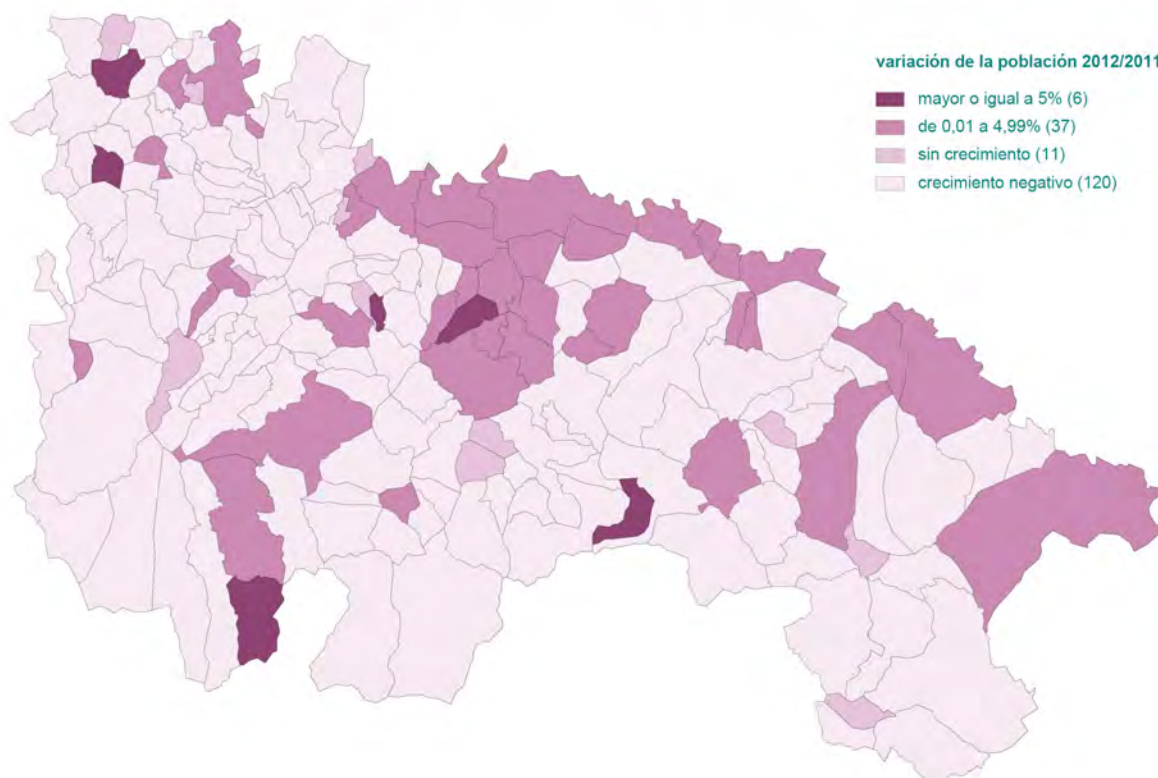 variación de la población 2012/2011
mayor o igual a 5% (6)
de 0,01 a 4,99% (37)
sin crecimiento (11)
crecimiento negativo (120)